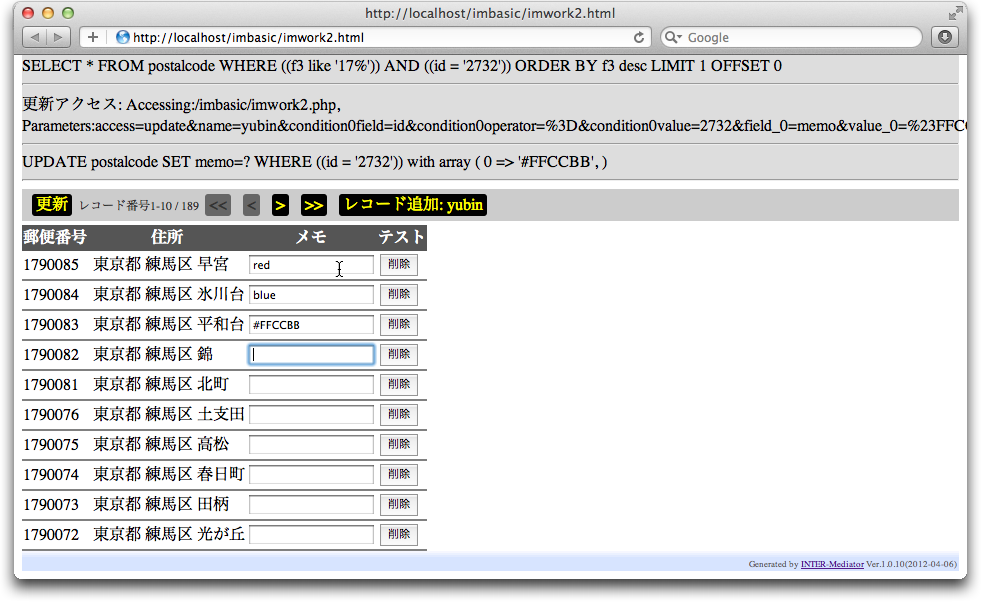 http://localhost/imbasic/imwork2.html
http://localhost/imbasic/imwork2.html Google
SELECT * FROM postalcode WHERE ((f3 like '17%')) AND ((id = '2732')) ORDER BY f3 desc LIMIT 1 OFFSET 0
更新アクセス: Accessing:/imbasic/imwork2.php,
Parameters:access=update&name=yubin&condition0field=id&condition0operator=%3D&condition0value=2732&field_0=memo&value_0=%23FFC
UPDATE postalcode SET memo=? WHERE ((id = '2732')) with array ( 0 => '#FFCCBB', )
更新 レコード番号1-10 / 189 << < > >> レコード追加: yubin
郵便番号 住所 メモ テスト
1790085 東京都 練馬区 早宮 red 削除
1790084 東京都 練馬区 氷川台 blue 削除
1790083 東京都 練馬区 平和台 #FFCCBB 削除
1790082 東京都 練馬区 錦 削除
1790081 東京都 練馬区 北町 削除
1790076 東京都 練馬区 土支田 削除
1790075 東京都 練馬区 高松 削除
1790074 東京都 練馬区 春日町 削除
1790073 東京都 練馬区 田柄 削除
1790072 東京都 練馬区 光が丘 削除
Generated by INTER-Mediator Ver.1.0.10(2012-04-06)